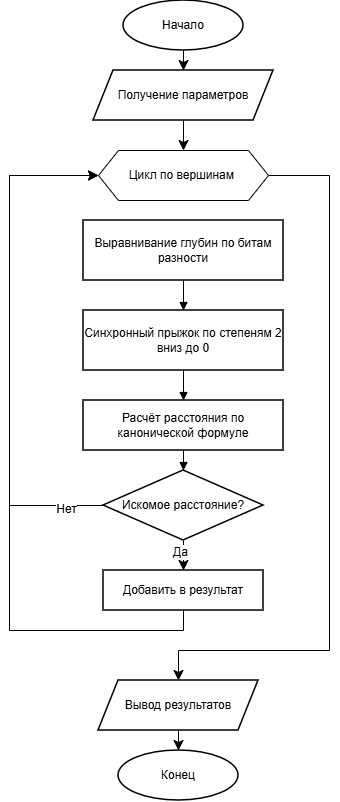 Начало
Получение параметров
Цикл по вершинам
Выравнивание глубин по битам
разности
Синхронный прыжок по степеням 2
вниз до 0
Расчёт расстояния по
канонической формуле
Искомое расстояние?
Нет
Да
Добавить в результат
Вывод результатов
Конец